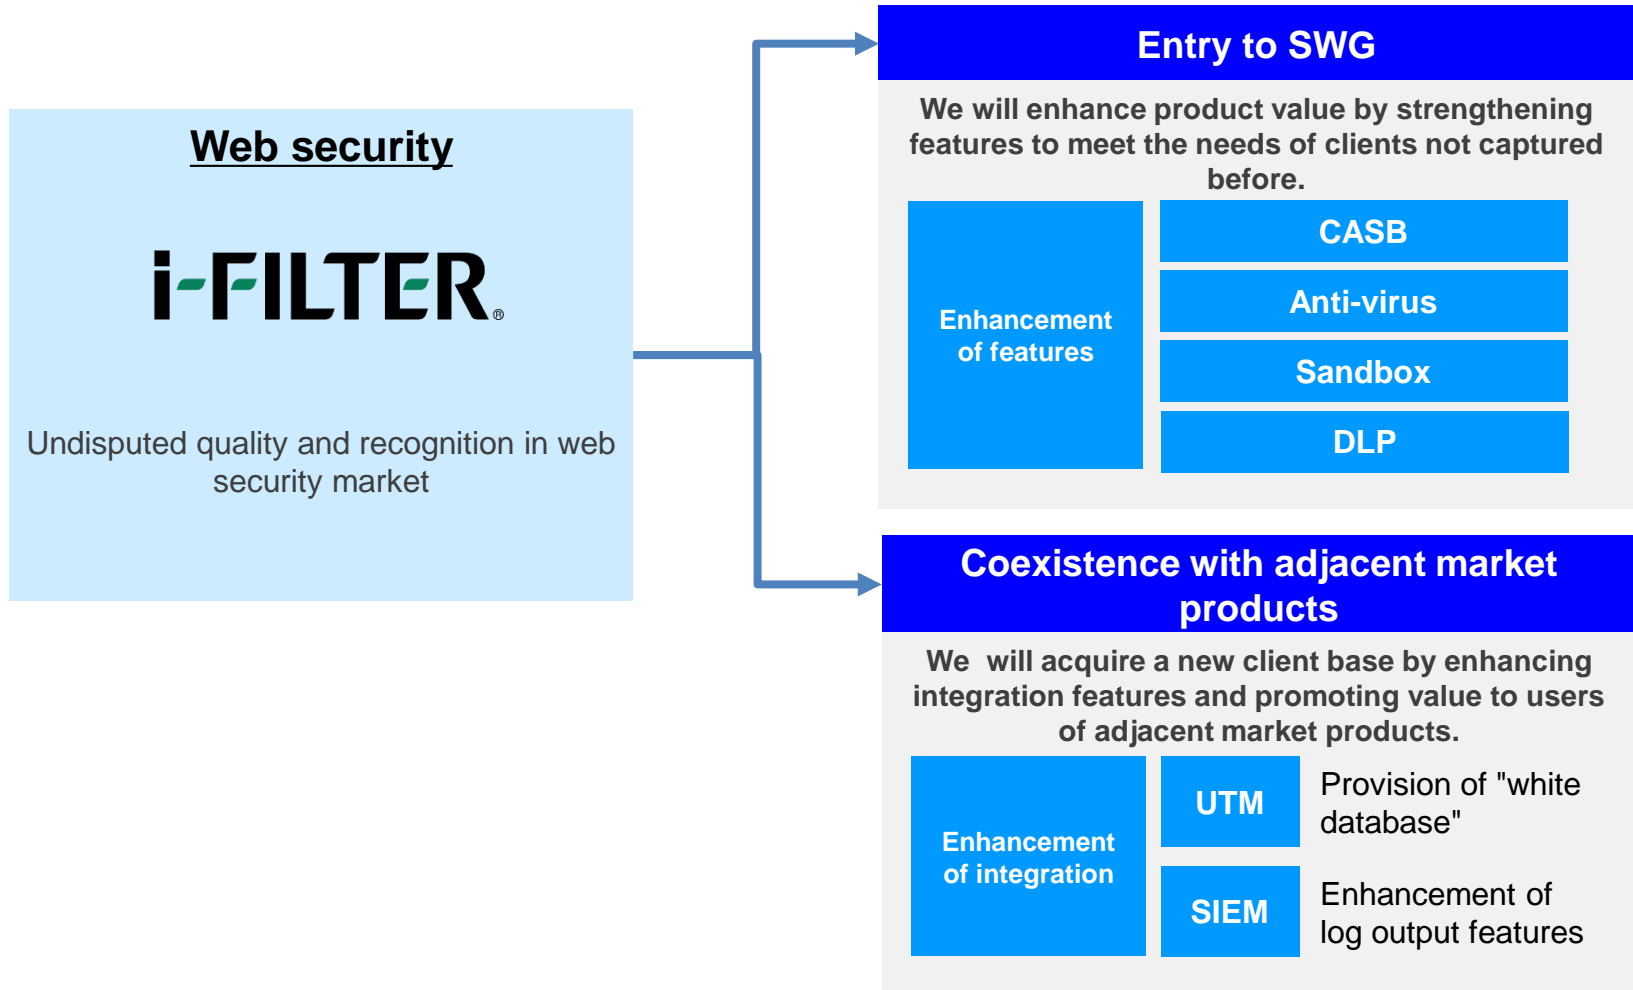 Web security
i-FILTER®
Undisputed quality and recognition in web
security market
Entry to SWG
We will enhance product value by strengthening
features to meet the needs of clients not captured
before.
Enhancement
of features
CASB
Anti-virus
Sandbox
DLP
Coexistence with adjacent market
products
We  will acquire a new client base by enhancing
integration features and promoting value to users
of adjacent market products.
Enhancement
of integration
UTM
Provision of "white
database"
SIEM
Enhancement of
log output features